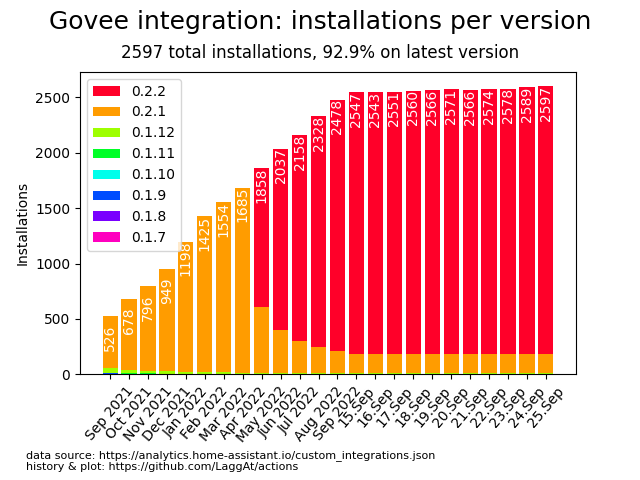 Govee integration: installations per version
2597 total installations, 92.9% on latest version
Installations
2500
2000
1500
1000
500
0
0.2.2
0.2.1
0.1.12
0.1.11
0.1.10
0.1.9
0.1.8
0.1.7
526
678
796
949
1198
1425
1554
1685
1858
2037
2158
2328
2478
2547
2543
2551
2560
2566
2571
2566
2574
2578
2589
2597
Sep 2021
Oct 2021
Nov 2021
Dec 2021
Jan 2022
Feb 2022
Mar 2022
Apr 2022
May 2022
Jun 2022
Jul 2022
Aug 2022
Sep 2022
15.Sep
16.Sep
17.Sep
18.Sep
19.Sep
20.Sep
21.Sep
22.Sep
23.Sep
24.Sep
25.Sep
data source: https://analytics.home-assistant.io/custom_integrations.json
history & plot: https://github.com/LaggAt/actions